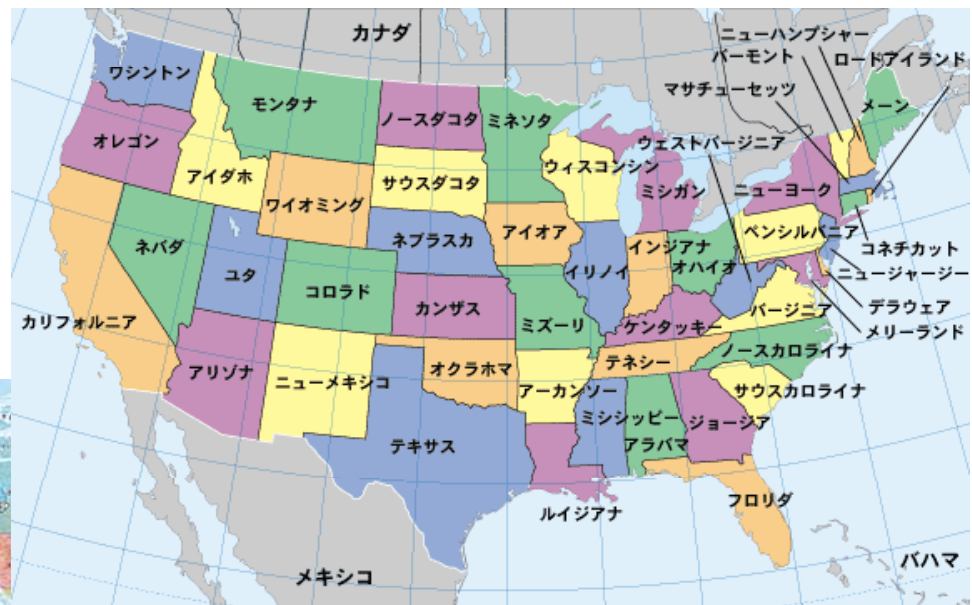 カナダ
ニューハンプシャー
バーモント
ロードアイランド
マサチューセッツ
ワシントン
モンタナ
ノースダコタ
ミネソタ
メーン
オレゴン
ウェストバージニア
アイダホ
サウスダコタ
ウィスコンシン
ミシガン
ニューヨーク
ワイオミング
ネブラスカ
アイオア
ペンシルバニア
ネバダ
ユタ
コロラド
イリノイ
インジアナ
オハイオ
コネチカット
ニュージャージー
カンザス
バージニア
デラウェア
カリフォルニア
ミズーリ
ケンタッキー
メリーランド
アリゾナ
ニューメキシコ
オクラホマ
テネシー
ノースカロライナ
アーカンソー
サウスカロライナ
ミシシッピー
ジョージア
テキサス
アラバマ
ルイジアナ
フロリダ
メキシコ
バハマ